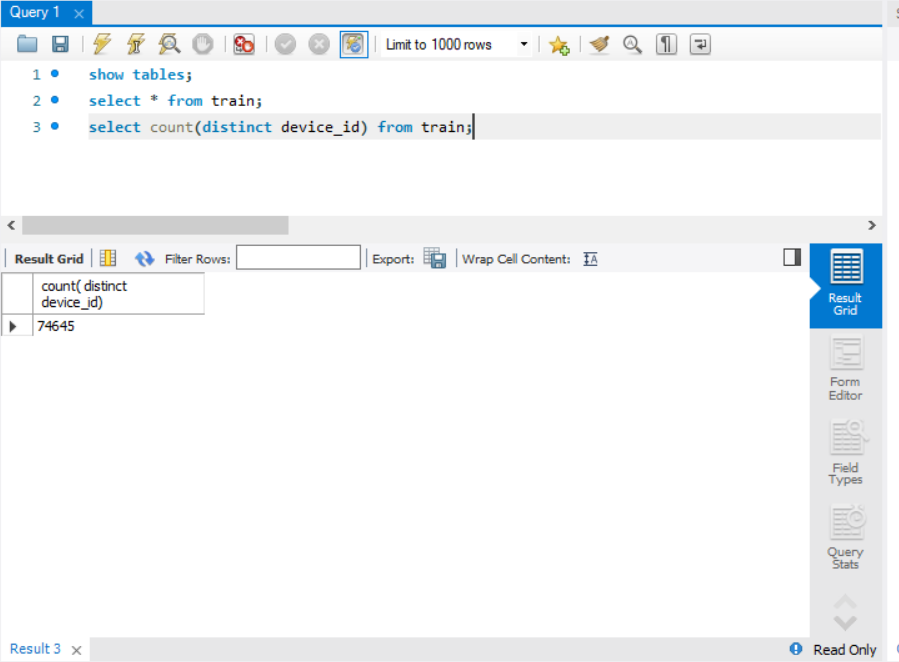 Query 1
Limit to 1000 rows
1 show tables;
2 select * from train;
3 select count(distinct device_id) from train;
Result Grid Filter Rows: Export: Wrap Cell Content: IA
count( distinct
device_id)
74645
Result
Grid
Form
Editor
Field
Types
Query
Stats
Result 3 Read Only